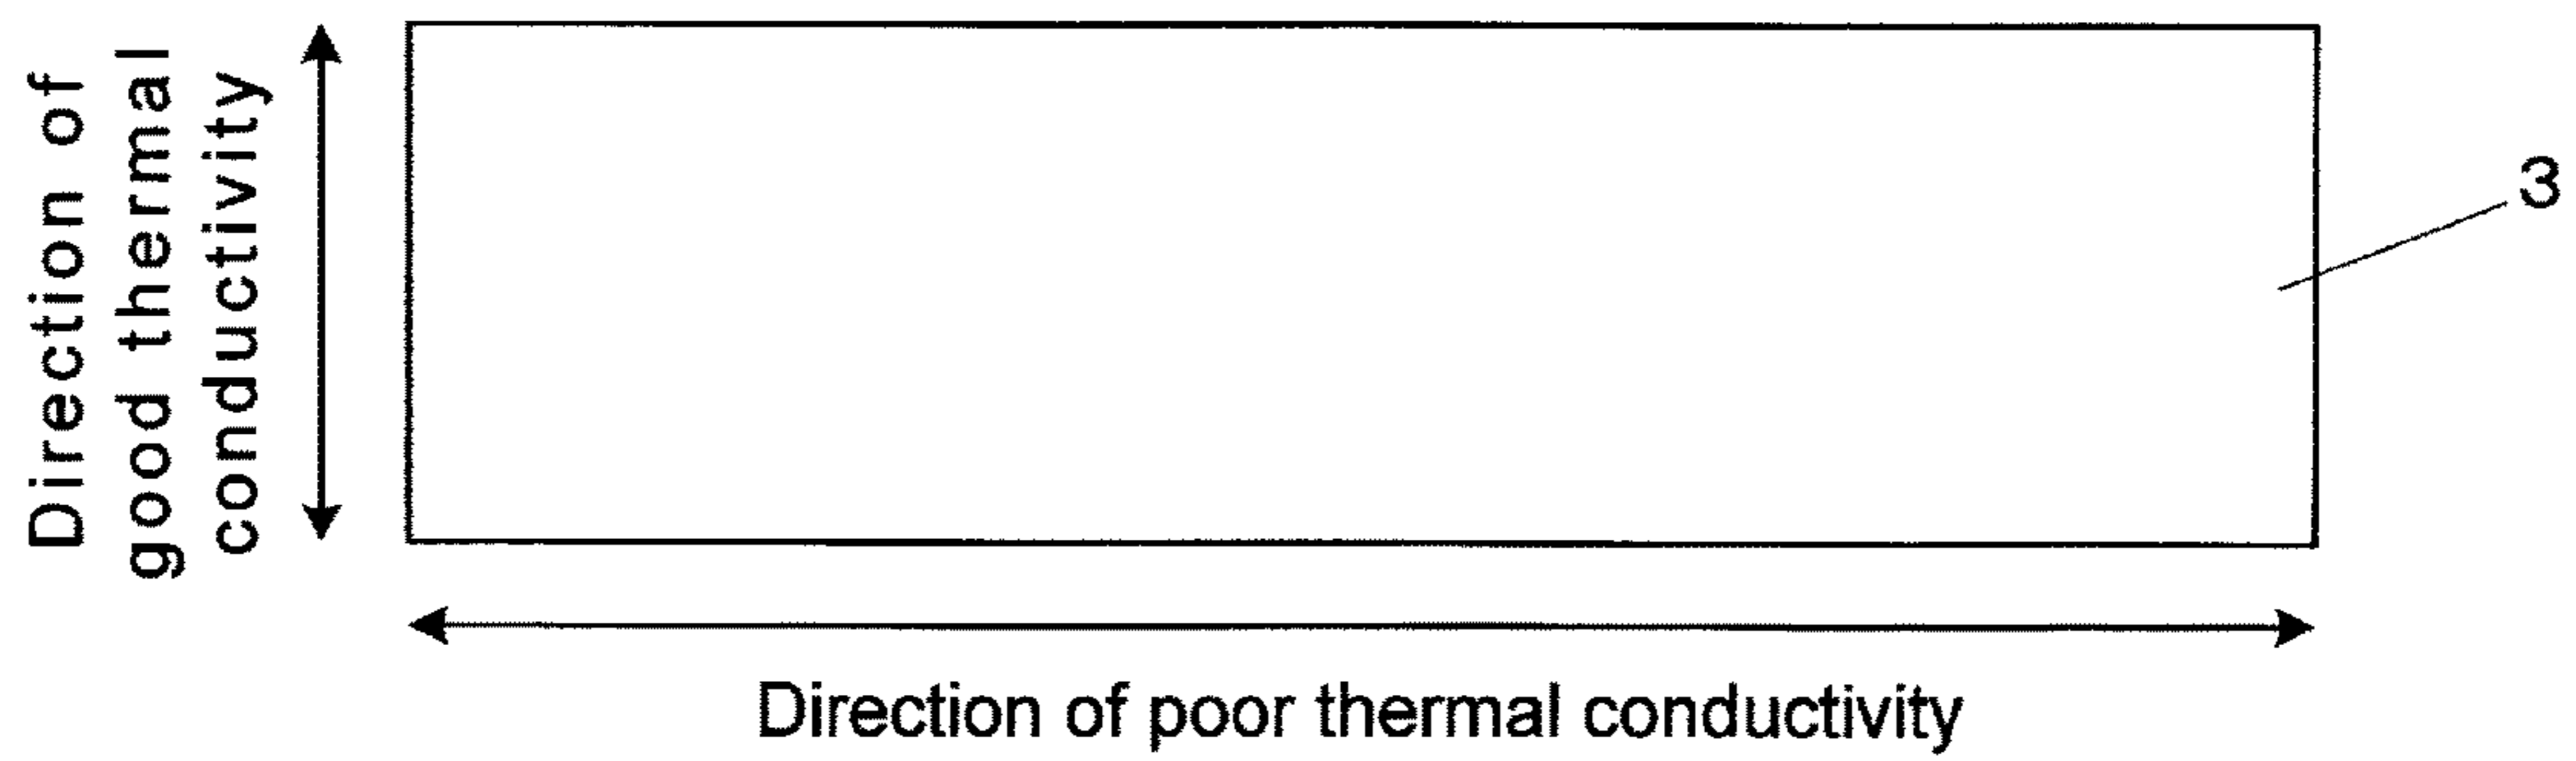 Direction of
good thermal
conductivity
3
Direction of poor thermal conductivity